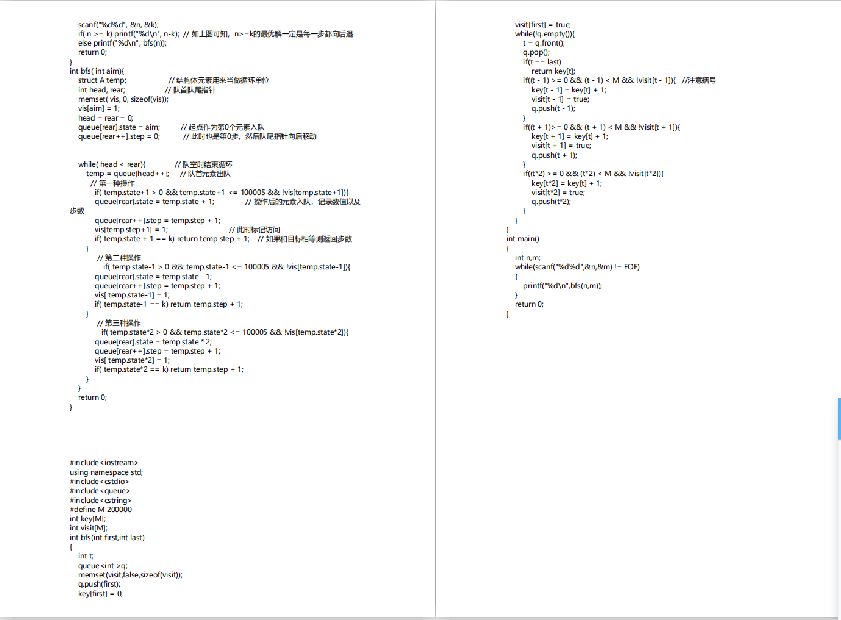 scanf("%d%d", &n, &k);
if( n >= k) printf("%d\n", n-k); // 如上图可知，n>=k的最优解一定是每一步都向后退
else printf("%d\n", bfs(n));
return 0;
}
int bfs( int aim){
struct A temp; // 结构体元素用来当做循环单位
int head, rear; // 队首队尾指针
memset( vis, 0, sizeof(vis));
vis[aim] = 1;
head = rear = 0;
queue[rear].state = aim; // 起点作为第0个元素入队
queue[rear++].step = 0; // 此时也是第0步，然后队尾指针向后移动
while( head < rear){ // 队空则结束循环
temp = queue[head++]; // 队首元素出队
// 第一种操作
if( temp.state+1 > 0 && temp.state+1 <= 100005 && !vis[temp.state+1]){
queue[rear].state = temp.state + 1; // 操作后的元素入队，记录数值以及
步数
queue[rear++].step = temp.step + 1;
vis[temp.step+1] = 1; // 此时标记访问
if( temp.state + 1 == k) return temp.step + 1; // 如果和目标相等则返回步数
}
// 第二种操作
if( temp.state-1 > 0 && temp.state-1 <= 100005 && !vis[temp.state-1]){
queue[rear].state = temp.state - 1;
queue[rear++].step = temp.step + 1;
vis[ temp.state-1] = 1;
if( temp.state-1 == k) return temp.step + 1;
}
// 第三种操作
if( temp.state*2 > 0 && temp.state*2 <= 100005 && !vis[temp.state*2]){
queue[rear].state = temp.state * 2;
queue[rear++].step = temp.step + 1;
vis[ temp.state*2] = 1;
if( temp.state*2 == k) return temp.step + 1;
}
}
return 0;
}
#include<iostream>
using namespace std;
#include<cstdio>
#include<queue>
#include<cstring>
#define M 200000
int key[M];
int visit[M];
int bfs(int first,int last)
{
int t;
queue<int >q;
memset(visit,false,sizeof(visit));
q.push(first);
key[first] = 0;
visit[first] = true;
while(!q.empty()){
t = q.front();
q.pop();
if(t == last)
return key[t];
if((t - 1) >= 0 && (t - 1) < M && !visit[t - 1]){ //注意括号
key[t - 1] = key[t] + 1;
visit[t - 1] = true;
q.push(t - 1);
}
if((t + 1)>= 0 && (t + 1) < M && !visit[t + 1]){
key[t + 1] = key[t] + 1;
visit[t + 1] = true;
q.push(t + 1);
}
if((t*2) >= 0 && (t*2) < M && !visit[t*2]){
key[t*2] = key[t] + 1;
visit[t*2] = true;
q.push(t*2);
}
}
}
int main()
{
int n,m;
while(scanf("%d%d",&n,&m) != EOF)
{
printf("%d\n",bfs(n,m));
}
return 0;
}